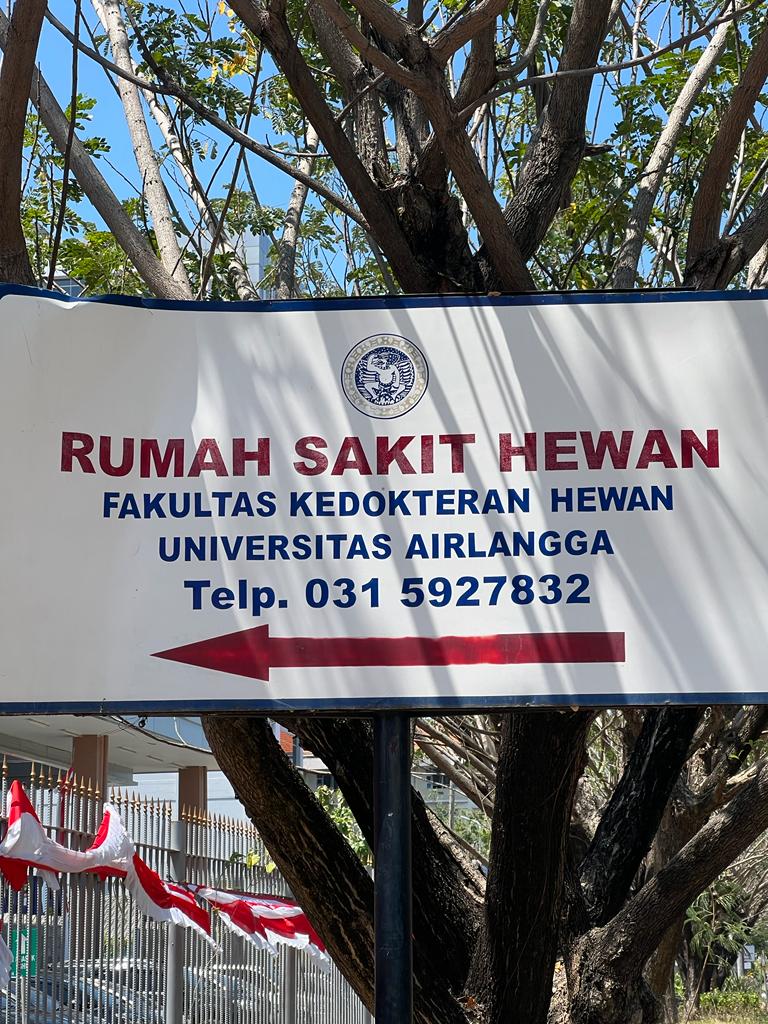 RUMAH SAKIT HEWAN
FAKULTAS KEDOKTERAN HEWAN
UNIVERSITAS AIRLANGGA
Telp. 031 5927832